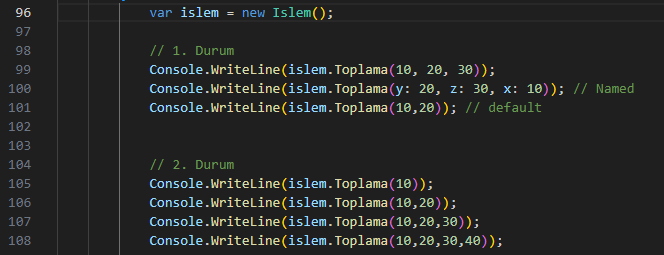 96 var islem = new Islem();
97
98 // 1. Durum
99 Console.WriteLine(islem.Toplama(10, 20, 30));
100 Console.WriteLine(islem.Toplama(y: 20, z: 30, x: 10)); // Named
101 Console.WriteLine(islem.Toplama(10,20)); // default
102
103
104 // 2. Durum
105 Console.WriteLine(islem.Toplama(10));
106 Console.WriteLine(islem.Toplama(10,20));
107 Console.WriteLine(islem.Toplama(10,20,30));
108 Console.WriteLine(islem.Toplama(10,20,30,40));